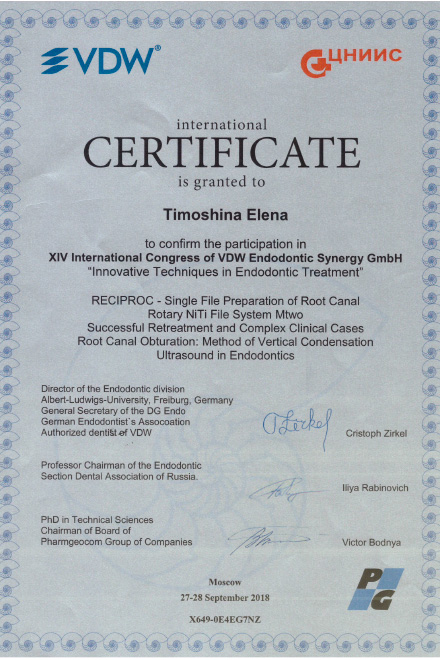 VDW®
ЦНИИС
international
CERTIFICATE
is granted to
Timoshina Elena
to confirm the participation in
XIV International Congress of VDW Endodontic Synergy GmbH
"Innovative Techniques in Endodontic Treatment"
RECIPROC - Single File Preparation of Root Canal
Rotary NiTi File System Mtwo
Successful Retreatment and Complex Clinical Cases
Root Canal Obturation: Method of Vertical Condensation
Ultrasound in Endodontics
Director of the Endodontic division
Albert-Ludwigs-University, Freiburg, Germany
General Secretary of the DG Endo
German Endodontist`s Assocoation
Authorized dentist of VDW
Cristoph Zirkel
Professor Chairman of the Endodontic
Section Dental Association of Russia.
Iliya Rabinovich
PhD in Technical Sciences
Chairman of Board of
Pharmgeocom Group of Companies
Victor Bodnya
PG
Moscow
27-28 September 2018
X649-0E4EG7NZ